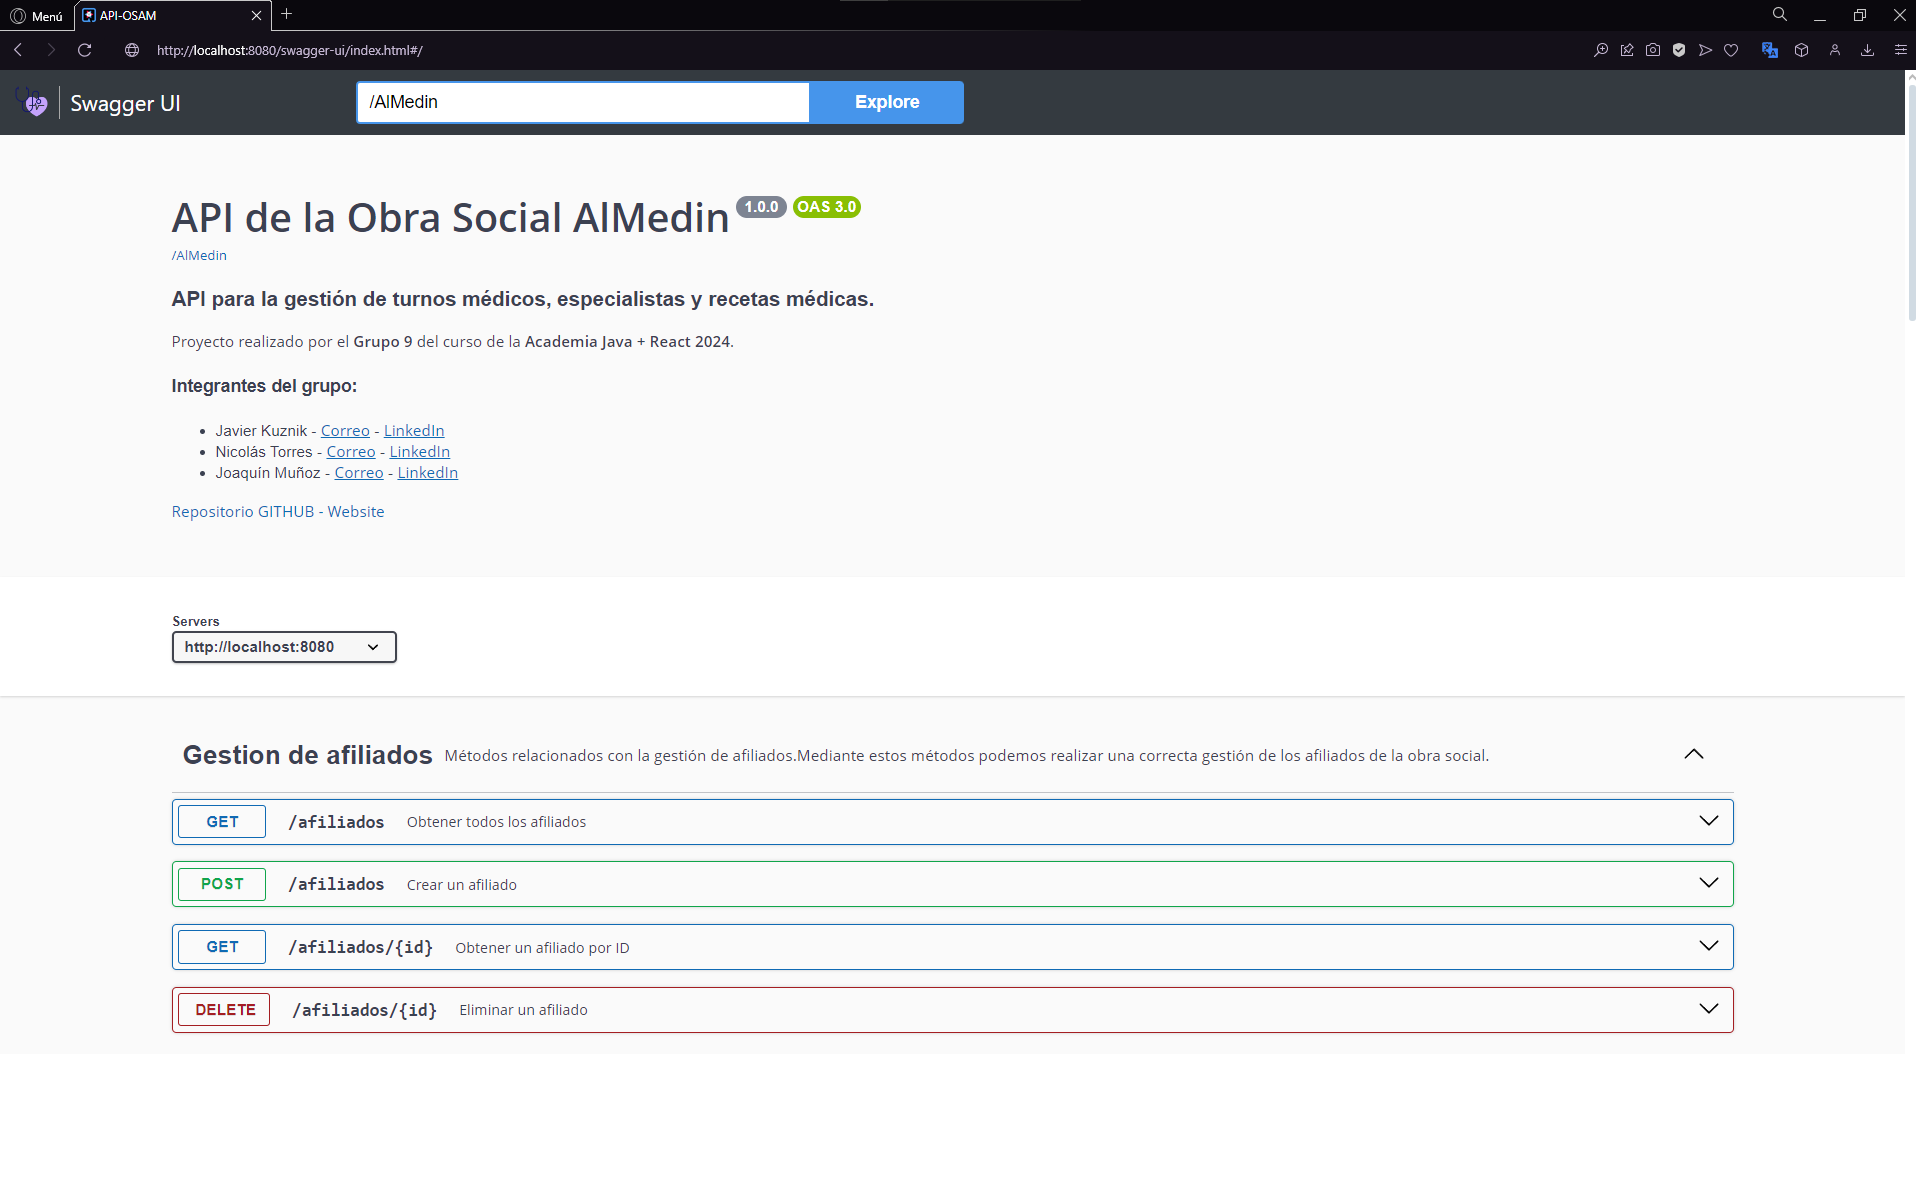 Menú
API-OSAM
http://localhost:8080/swagger-ui/index.html#/
Swagger UI
/AlMedin
Explore
API de la Obra Social AlMedin 1.0.0 OAS 3.0
/AlMedin
API para la gestión de turnos médicos, especialistas y recetas médicas.
Proyecto realizado por el Grupo 9 del curso de la Academia Java + React 2024.
Integrantes del grupo:
• Javier Kuznik - Correo - LinkedIn
• Nicolás Torres - Correo - LinkedIn
• Joaquín Muñoz - Correo - LinkedIn
Repositorio GITHUB - Website
Servers
http://localhost:8080
Gestion de afiliados Métodos relacionados con la gestión de afiliados.Mediante estos métodos podemos realizar una correcta gestión de los afiliados de la obra social.
GET /afiliados Obtener todos los afiliados
POST /afiliados Crear un afiliado
GET /afiliados/{id} Obtener un afiliado por ID
DELETE /afiliados/{id} Eliminar un afiliado